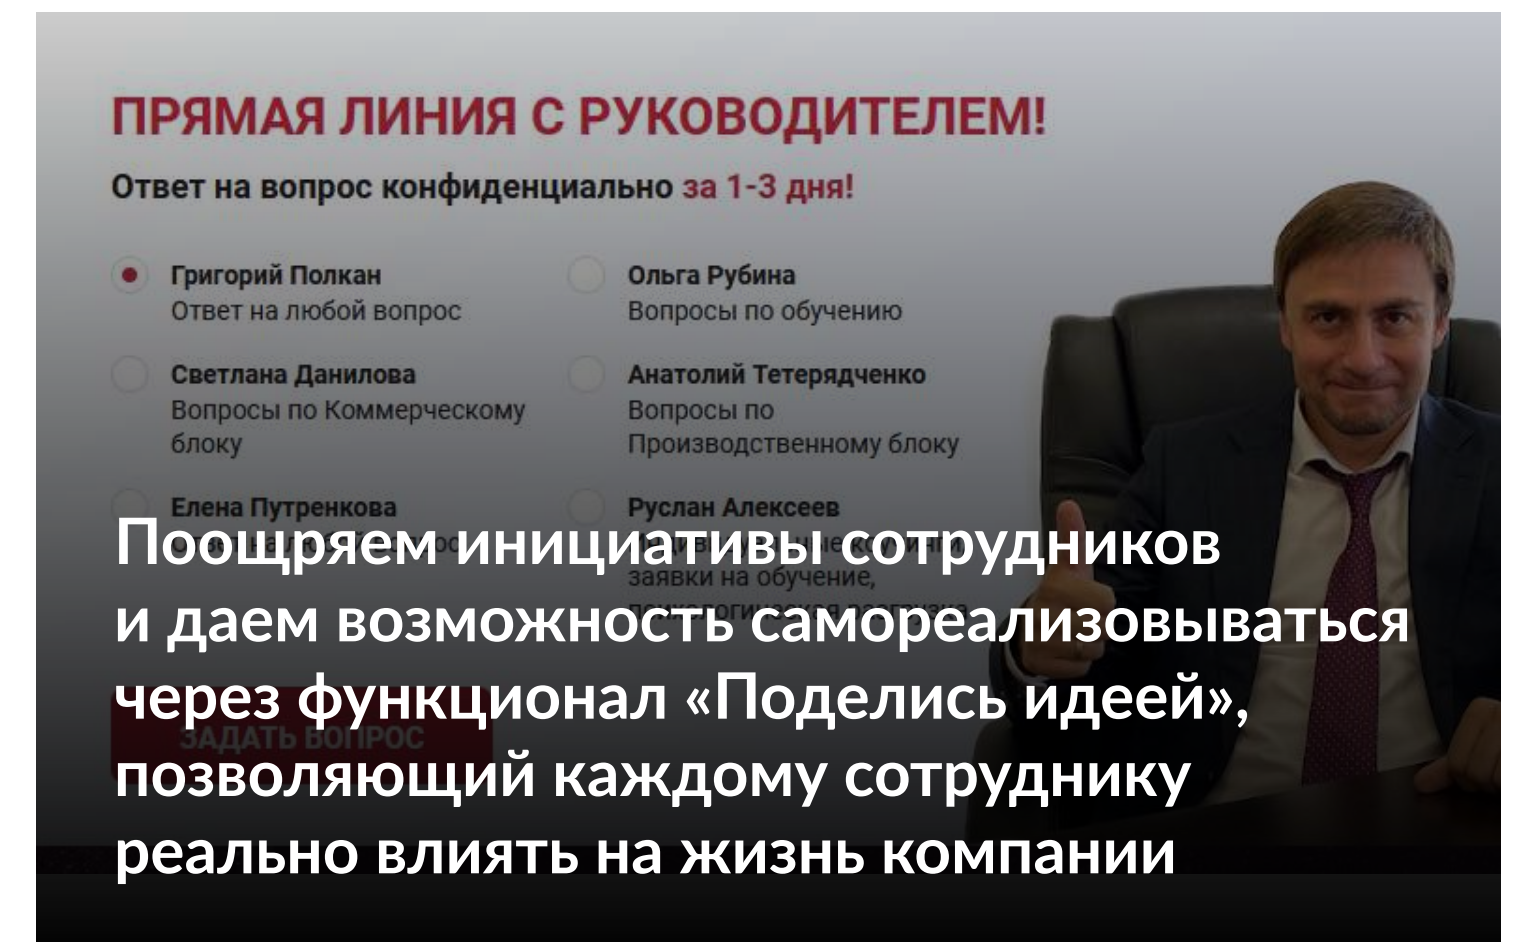 ПРЯМАЯ ЛИНИЯ С РУКОВОДИТЕЛЕМ!
Ответ на вопрос конфиденциально за 1-3 дня!
Григорий Полкан
Ответ на любой вопрос
Ольга Рубина
Вопросы по обучению
Светлана Данилова
Вопросы по Коммерческому
блоку
Анатолий Тетерядченко
Вопросы по
Производственному блоку
Елена Путренкова
Руслан Алексеев
заявки на обучение,
психологическая разгрузка
ЗАДАТЬ ВОПРОС
Поощряем инициативы сотрудников
и даем возможность самореализовываться
через функционал «Поделись идеей»,
позволяющий каждому сотруднику
реально влиять на жизнь компании